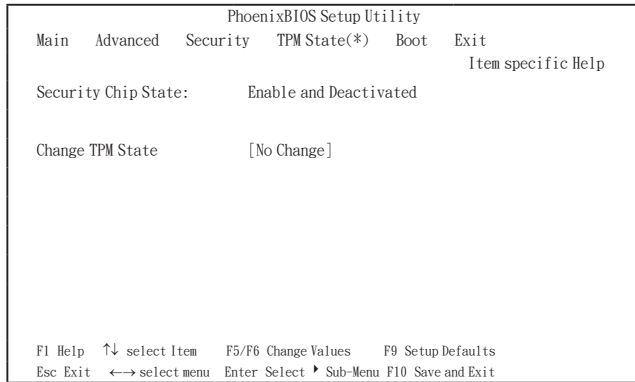 PhoenixBIOS Setup Utility
Main Advanced Security TPM State(*) Boot Exit
Item specific Help
Security Chip State: Enable and Deactivated
Change TPM State [No Change]
F1 Help ↑↓ select Item F5/F6 Change Values F9 Setup Defaults
Esc Exit ←→ select menu Enter Select ▸ Sub-Menu F10 Save and Exit